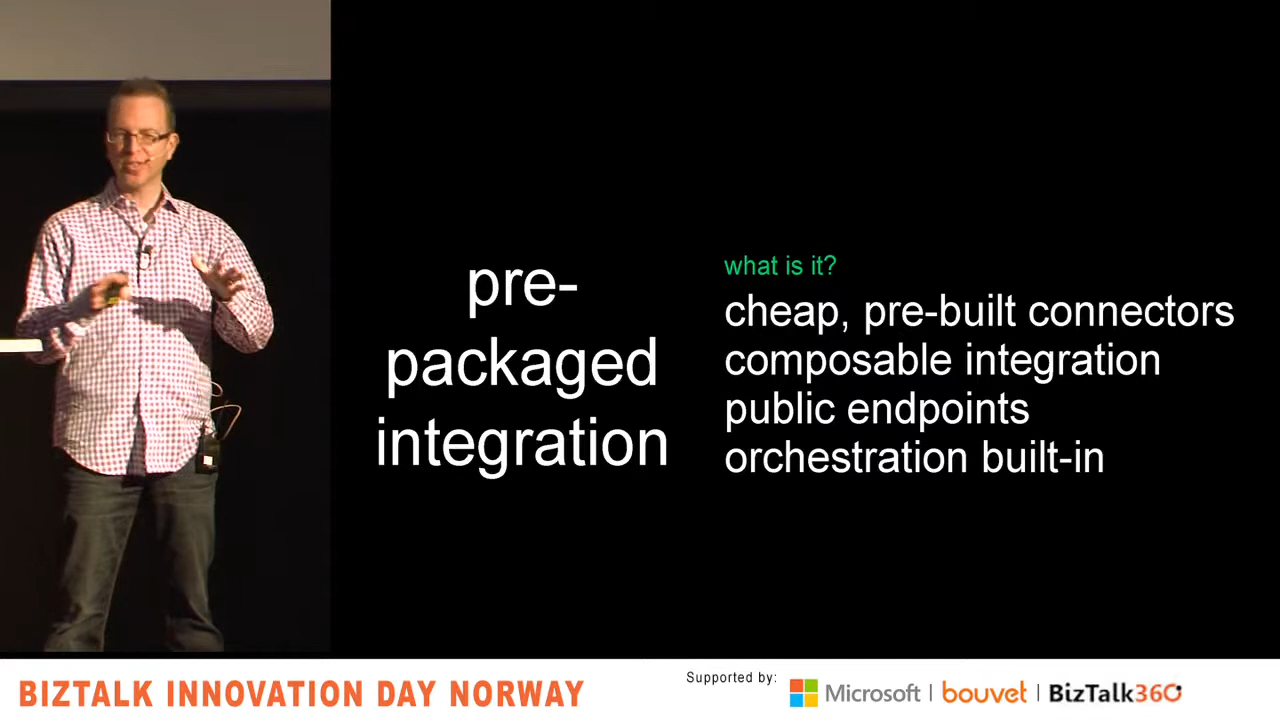 pre-
packaged
integration
what is it?
cheap, pre-built connectors
composable integration
public endpoints
orchestration built-in
BIZTALK INNOVATION DAY NORWAY
Supported by:
Microsoft | bouvet | BizTalk360